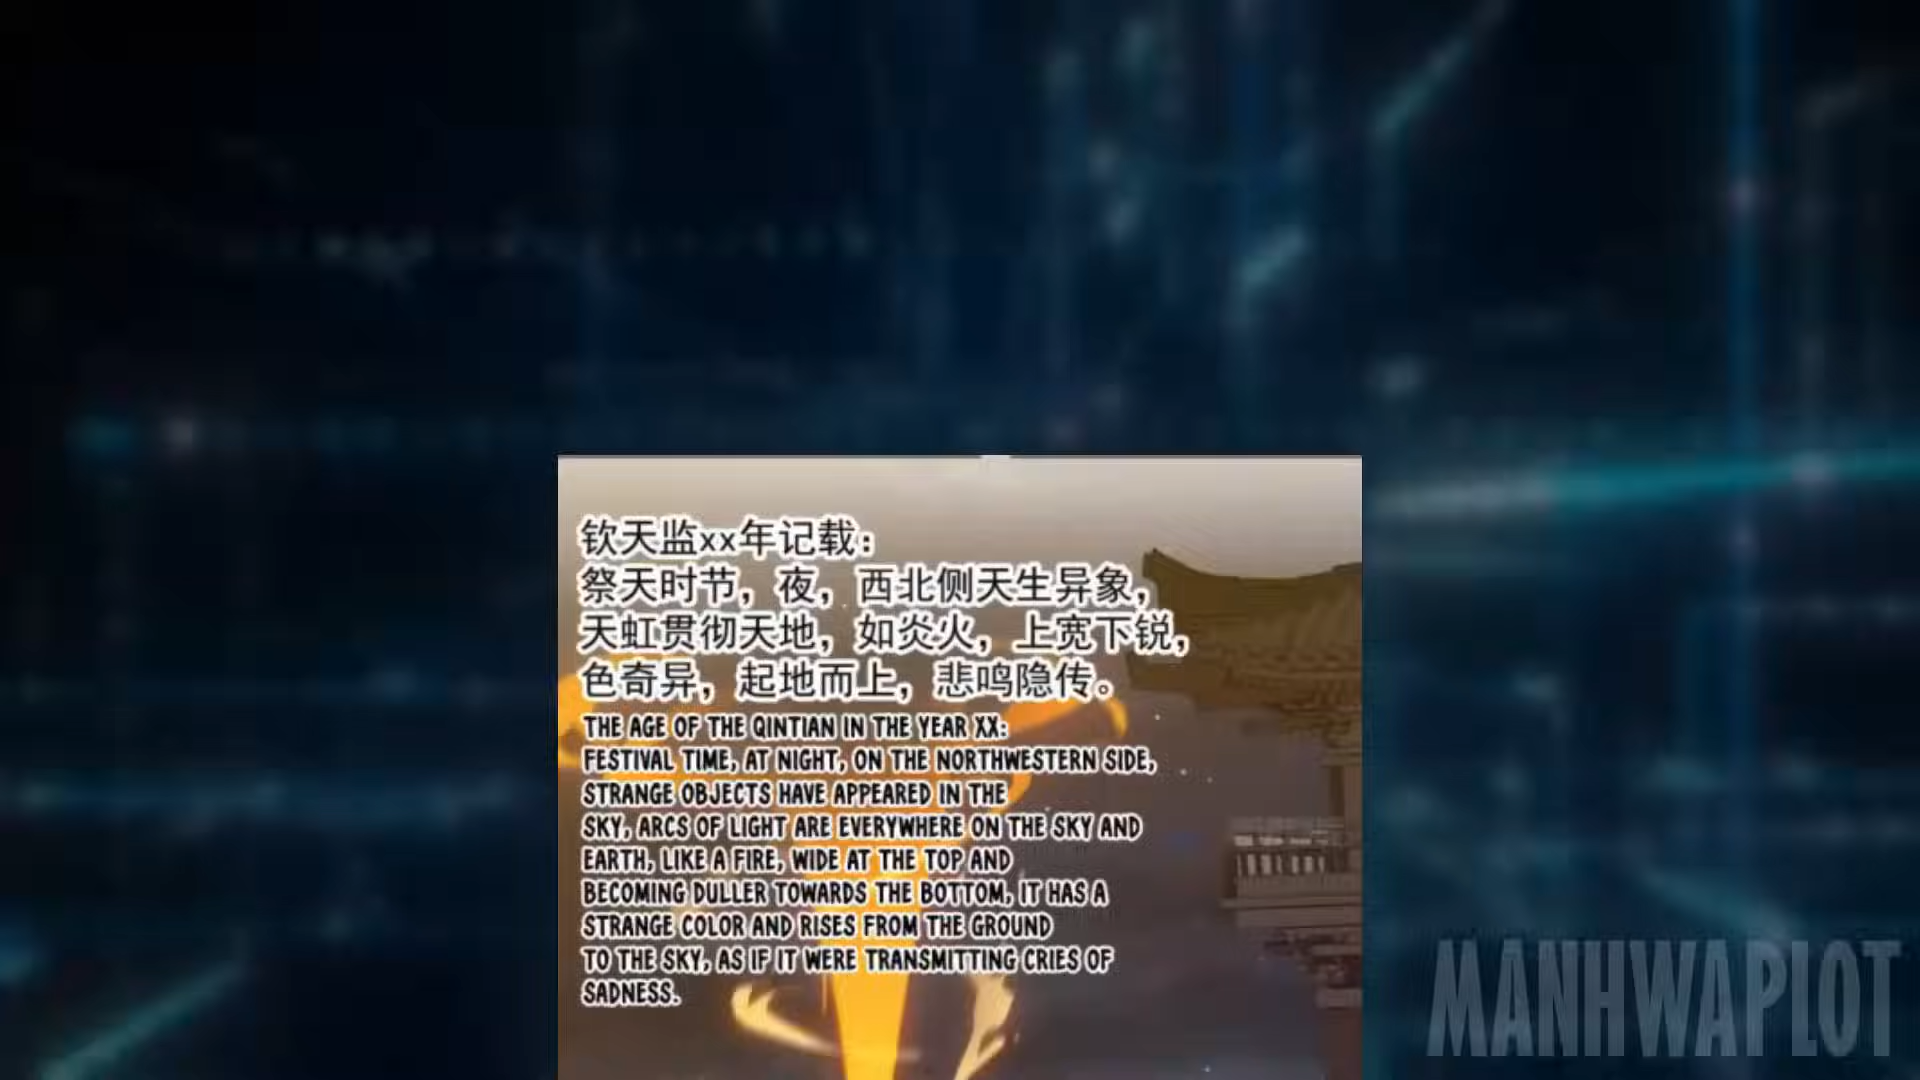 钦天监xx年记载：
祭天时节，夜，西北侧天生异象，
天虹贯彻天地，如炎火，上宽下锐，
色奇异，起地而上，悲鸣隐传。
THE AGE OF THE QINTIAN IN THE YEAR XX:
FESTIVAL TIME, AT NIGHT, ON THE NORTHWESTERN SIDE,
STRANGE OBJECTS HAVE APPEARED IN THE
SKY, ARCS OF LIGHT ARE EVERYWHERE ON THE SKY AND
EARTH, LIKE A FIRE, WIDE AT THE TOP AND
BECOMING DULLER TOWARDS THE BOTTOM, IT HAS A
STRANGE COLOR AND RISES FROM THE GROUND
TO THE SKY, AS IF IT WERE TRANSMITTING CRIES OF
SADNESS.
MANHWAPLOT